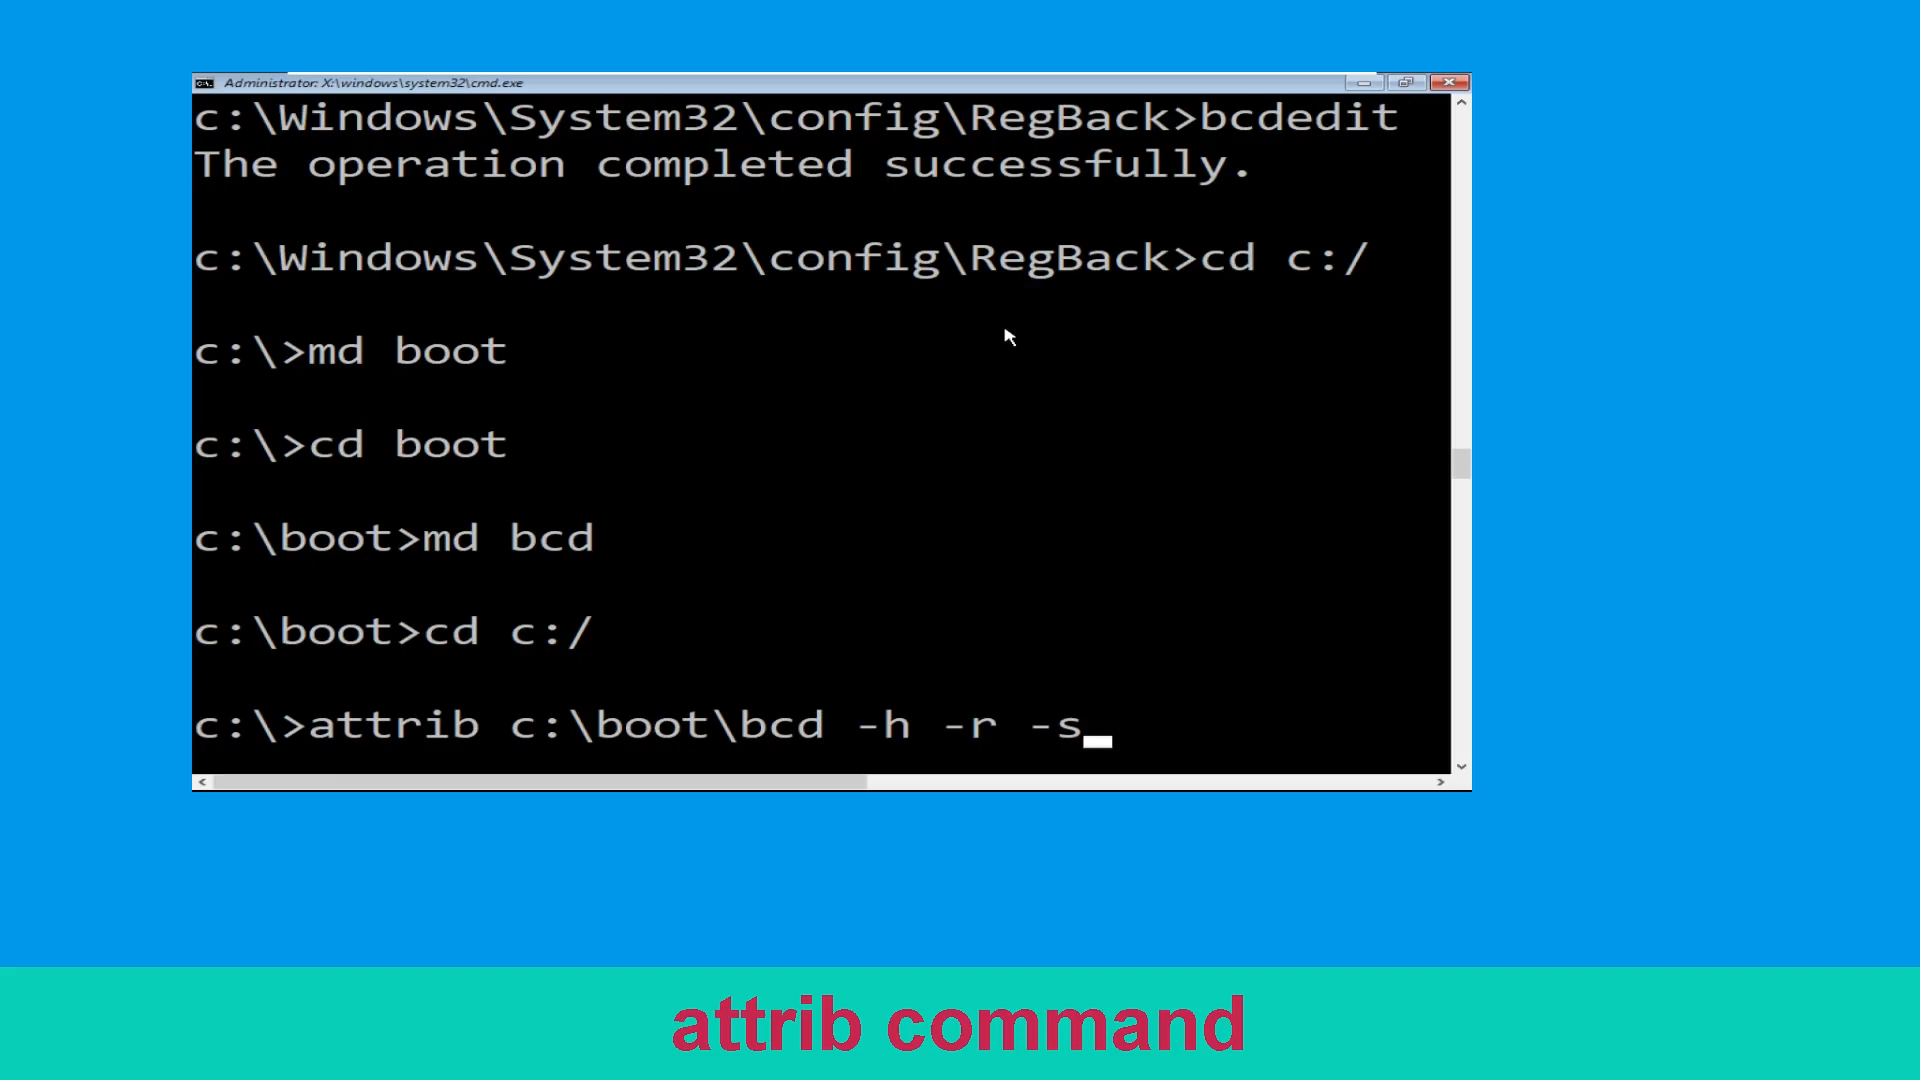 Administrator: X:\windows\system32\cmd.exe
c:\Windows\System32\config\RegBack>bcdedit
The operation completed successfully.
c:\Windows\System32\config\RegBack>cd c:/
c:\>md boot
c:\>cd boot
c:\boot>md bcd
c:\boot>cd c:/
c:\>attrib c:\boot\bcd -h -r -s
attrib command